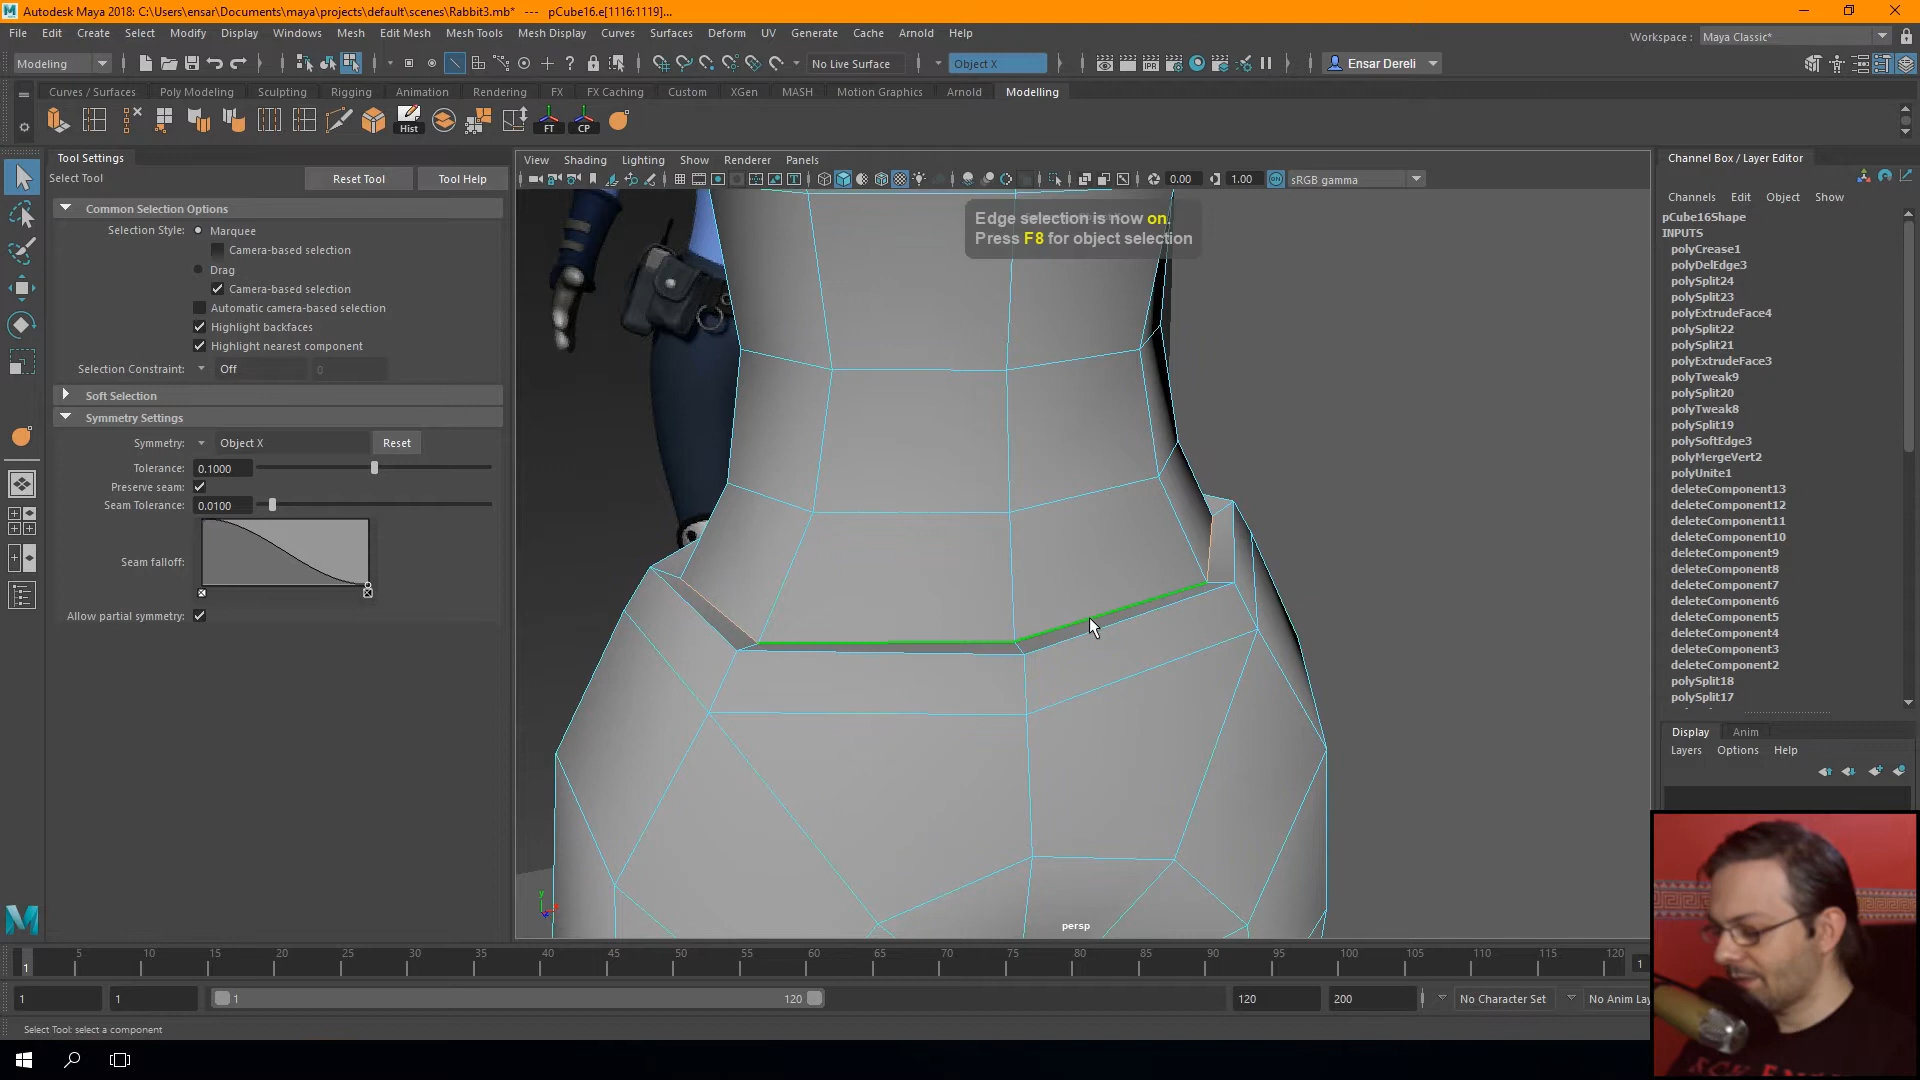 Autodesk Maya 2018: C:\Users\ensar\Documents\maya\projects\default\scenes\Rabbit3.mb* --- pCube16.e[1116:1119]...
File Edit Create Select Modify Display Windows Mesh Edit Mesh Mesh Tools Mesh Display Curves Surfaces Deform UV Generate Cache Arnold Help
Workspace : Maya Classic*
Modeling No Live Surface Object X Ensar Dereli
Curves / Surfaces Poly Modeling Sculpting Rigging Animation Rendering FX FX Caching Custom XGen MASH Motion Graphics Arnold Modelling
Hist FT CP
Tool Settings
Select Tool Reset Tool Tool Help
Common Selection Options
Selection Style: Marquee
Camera-based selection
Drag
Camera-based selection
Automatic camera-based selection
Highlight backfaces
Highlight nearest component
Selection Constraint: Off 0
Soft Selection
Symmetry Settings
Symmetry: Object X Reset
Tolerance: 0.1000
Preserve seam:
Seam Tolerance: 0.0100
Seam falloff:
Allow partial symmetry:
View Shading Lighting Show Renderer Panels
0.00 1.00 sRGB gamma
Edge selection is now on.
Press F8 for object selection
persp
Channel Box / Layer Editor
Channels Edit Object Show
pCube16Shape
INPUTS
polyCrease1
polyDelEdge3
polySplit24
polySplit23
polyExtrudeFace4
polySplit22
polySplit21
polyExtrudeFace3
polyTweak9
polySplit20
polyTweak8
polySplit19
polySoftEdge3
polyMergeVert2
polyUnite1
deleteComponent13
deleteComponent12
deleteComponent11
deleteComponent10
deleteComponent9
deleteComponent8
deleteComponent7
deleteComponent6
deleteComponent5
deleteComponent4
deleteComponent3
deleteComponent2
polySplit18
polySplit17
Display Anim
Layers Options Help
1 5 10 15 20 25 30 35 40 45 50 55 60 65 70 75 80 85 90 95 100 105 110 115 120 1
1 1 1 120 120 200 No Character Set No Anim Lay
Select Tool: select a component